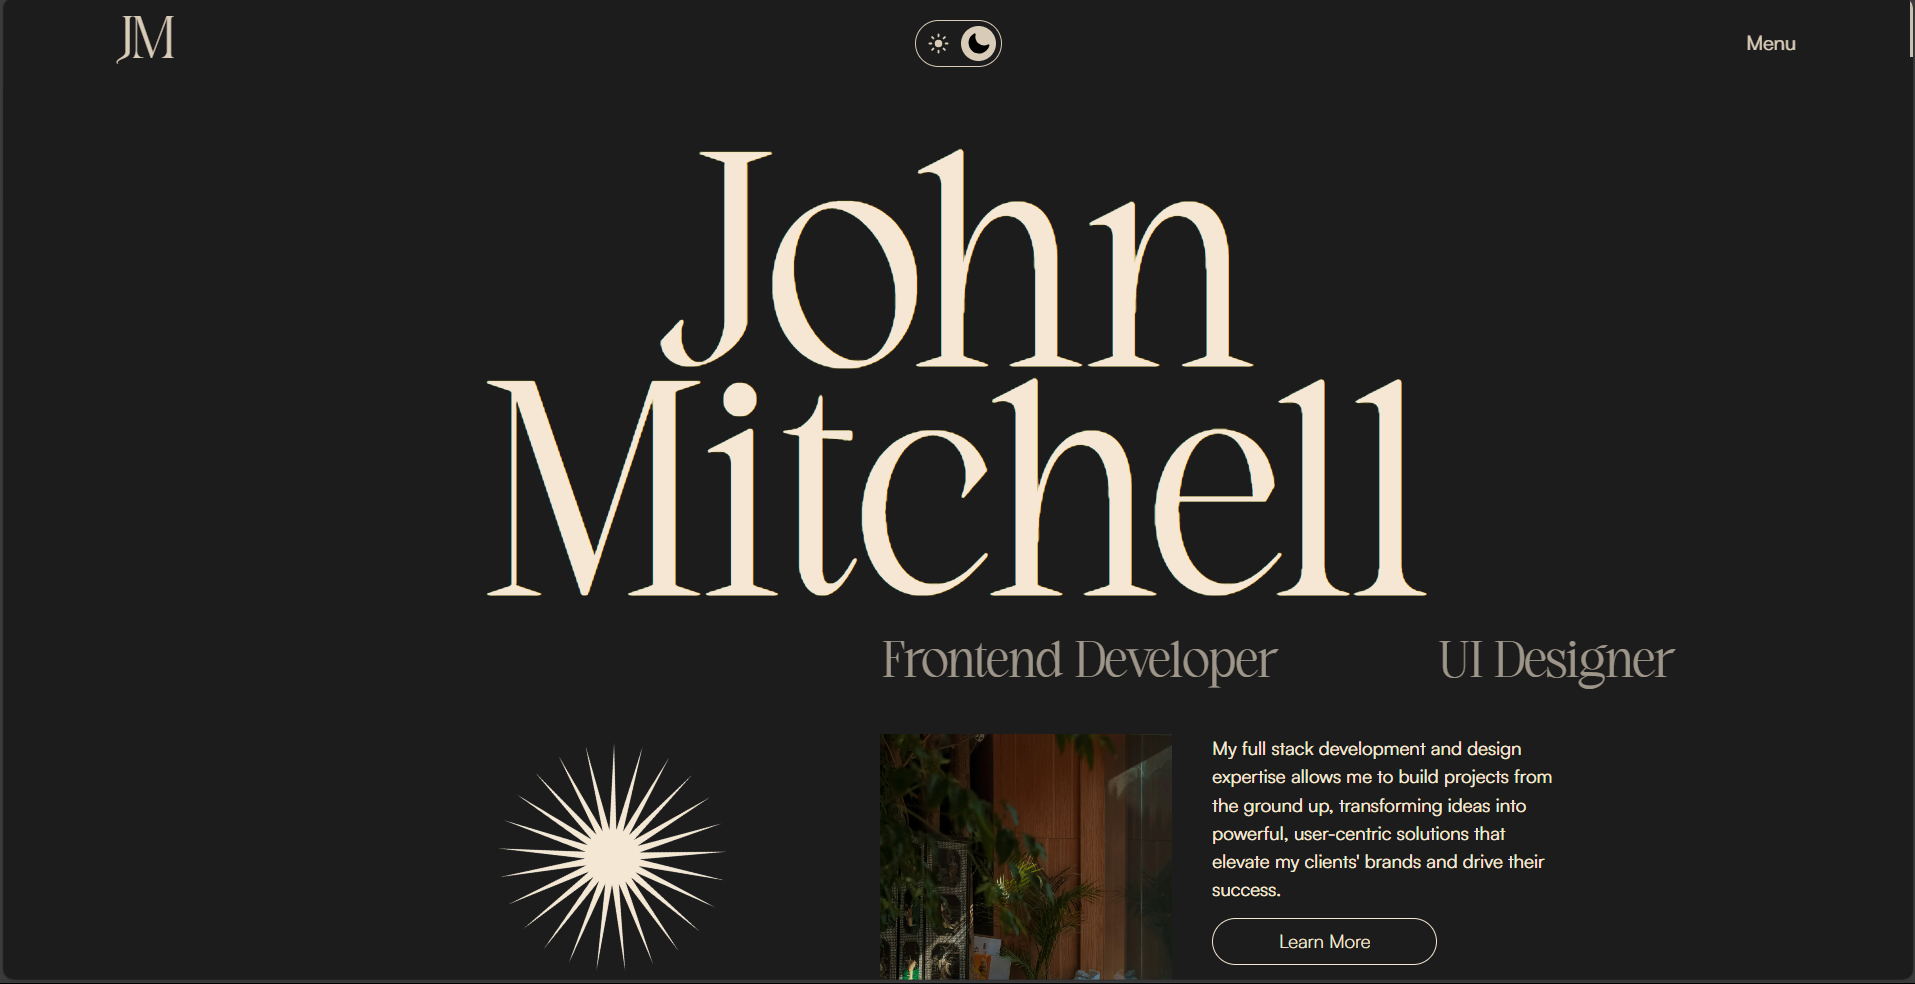 JM
Menu
John
Mitchell
Frontend Developer
UI Designer
My full stack development and design
expertise allows me to build projects from
the ground up, transforming ideas into
powerful, user-centric solutions that
elevate my clients' brands and drive their
success.
Learn More